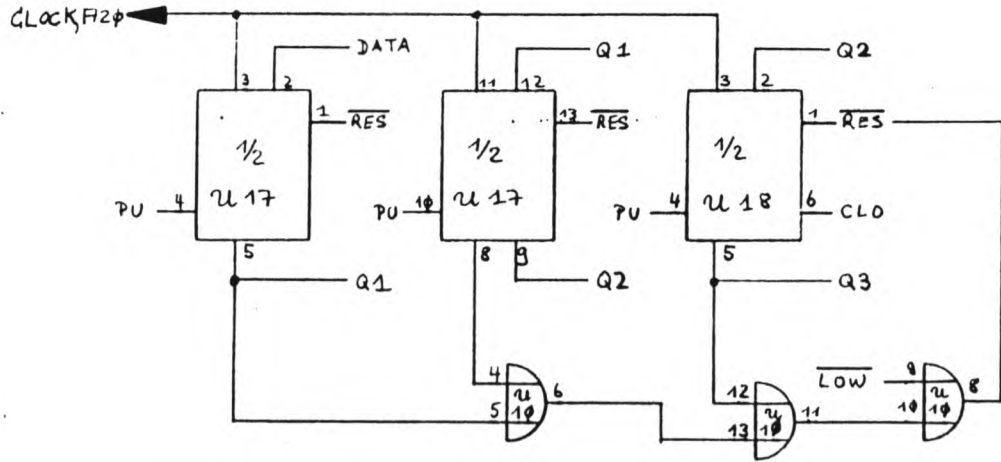 CLOCK, F12φ
DATA
Q1
Q2
3
2
11
12
3
2
1
RES
13
RES
1
RES
1/2
1/2
1/2
PU
4
U 17
PU
1φ
U 17
PU
4
U 18
6
CLO
5
8
9
5
Q1
Q2
Q3
4
5
U
1φ
6
12
13
U
1φ
11
LOW
9
1φ
U
1φ
8